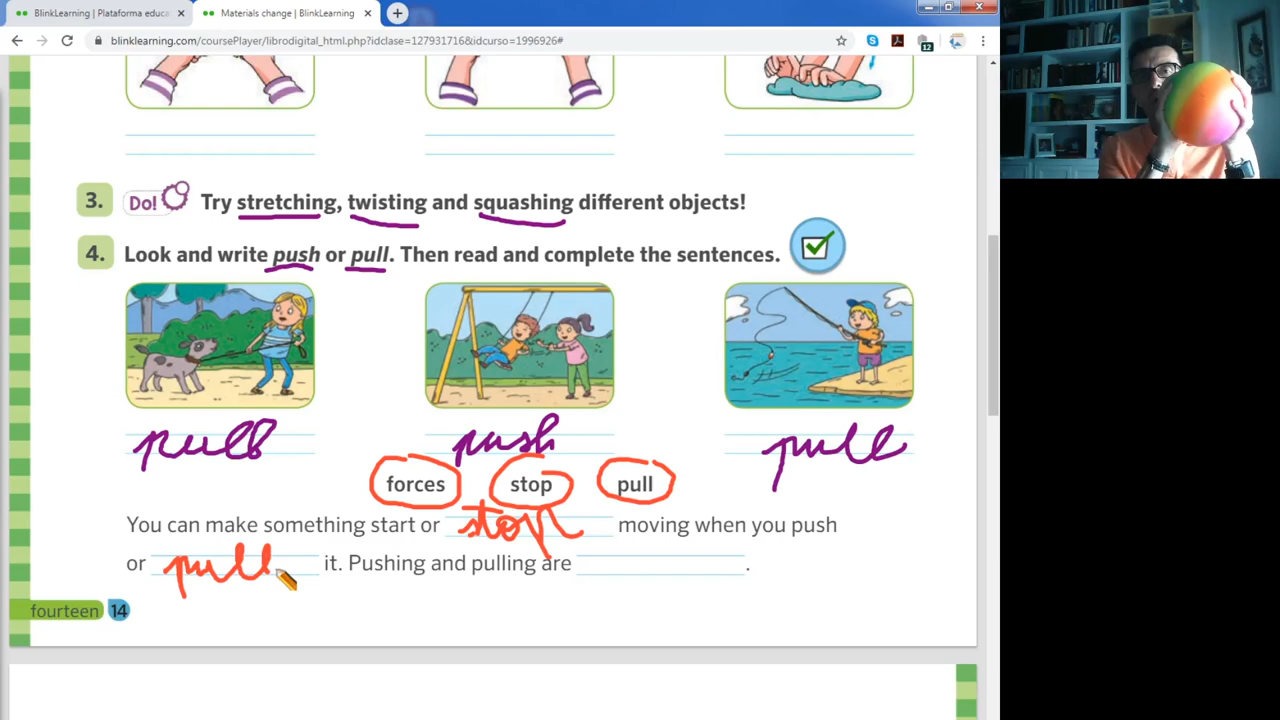 BlinkLearning | Plataforma educa
Materials change | BlinkLearning
blinklearning.com/coursePlayer/librodigital_html.php?idclase=127931716&idcurso=1996926#
12
3. Do! Try stretching, twisting and squashing different objects!
4. Look and write push or pull. Then read and complete the sentences.
pull push pull
forces stop pull
You can make something start or stop moving when you push
or pull it. Pushing and pulling are .
fourteen 14